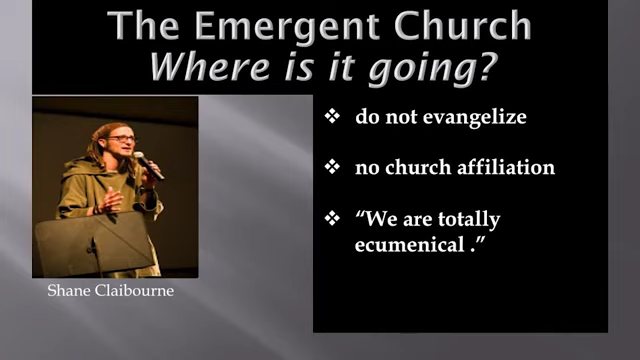 The Emergent Church
Where is it going?
❖ do not evangelize
❖ no church affiliation
❖ “We are totally
ecumenical .”
Shane Claibourne